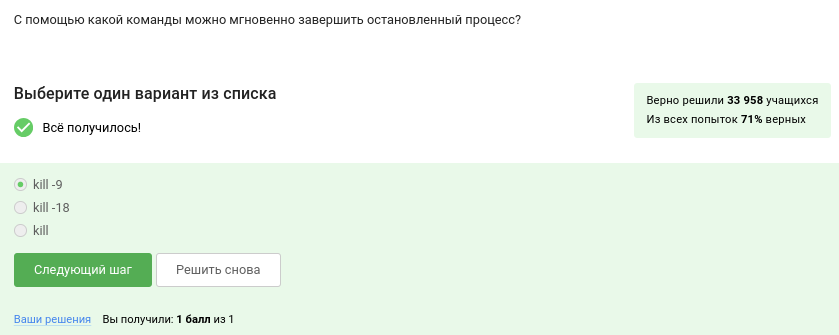 С помощью какой команды можно мгновенно завершить остановленный процесс?
Выберите один вариант из списка
Всё получилось!
Верно решили 33 958 учащихся
Из всех попыток 71% верных
kill -9
kill -18
kill
Следующий шаг
Решить снова
Ваши решения Вы получили: 1 балл из 1